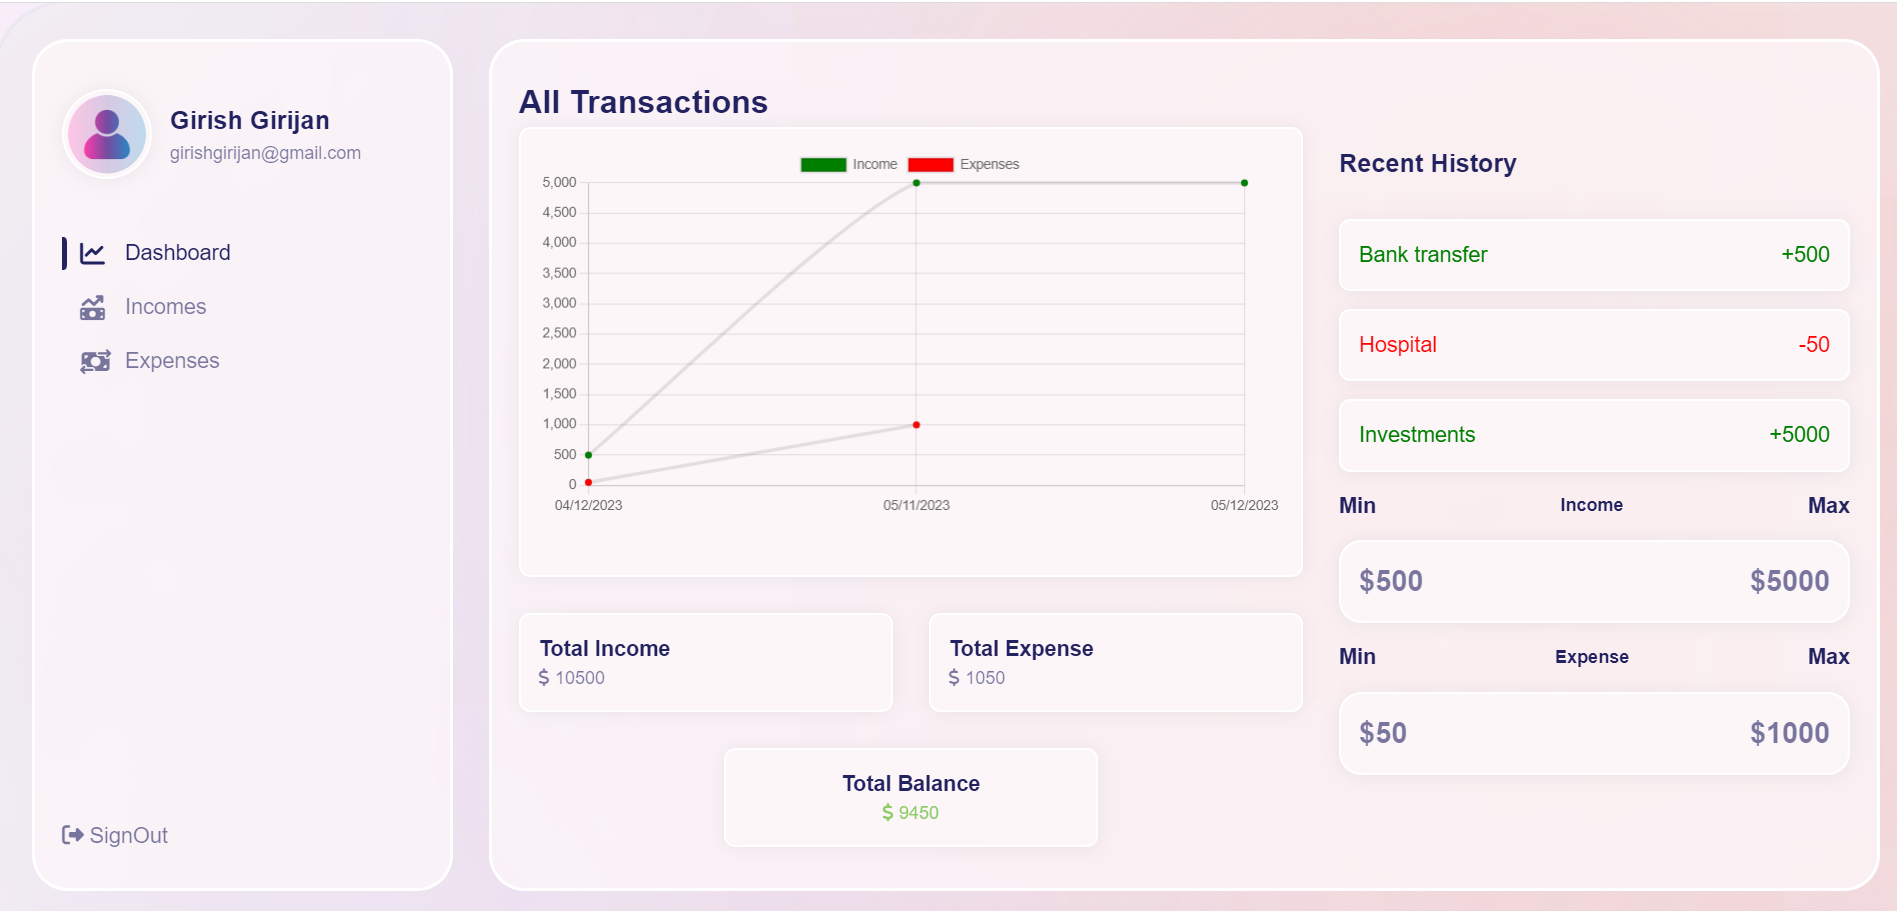 Girish Girijan
girishgirijan@gmail.com
Dashboard
Incomes
Expenses
SignOut
All Transactions
Income Expenses
5,000
4,500
4,000
3,500
3,000
2,500
2,000
1,500
1,000
500
0
04/12/2023 05/11/2023 05/12/2023
Total Income
$ 10500
Total Expense
$ 1050
Total Balance
$ 9450
Recent History
Bank transfer +500
Hospital -50
Investments +5000
Min Income Max
$500 $5000
Min Expense Max
$50 $1000